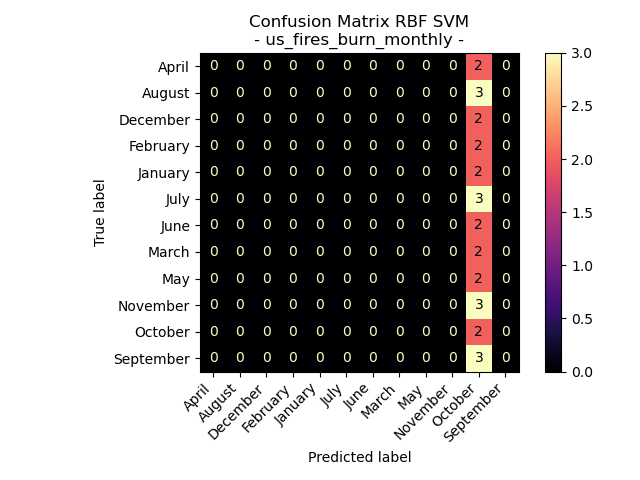 Confusion Matrix RBF SVM
- us_fires_burn_monthly -
April 0 0 0 0 0 0 0 0 0 0 2 0
August 0 0 0 0 0 0 0 0 0 0 3 0
December 0 0 0 0 0 0 0 0 0 0 2 0
February 0 0 0 0 0 0 0 0 0 0 2 0
January 0 0 0 0 0 0 0 0 0 0 2 0
July 0 0 0 0 0 0 0 0 0 0 3 0
June 0 0 0 0 0 0 0 0 0 0 2 0
March 0 0 0 0 0 0 0 0 0 0 2 0
May 0 0 0 0 0 0 0 0 0 0 2 0
November 0 0 0 0 0 0 0 0 0 0 3 0
October 0 0 0 0 0 0 0 0 0 0 2 0
September 0 0 0 0 0 0 0 0 0 0 3 0
True label
April August December February January July June March May November October September
Predicted label
3.0
2.5
2.0
1.5
1.0
0.5
0.0